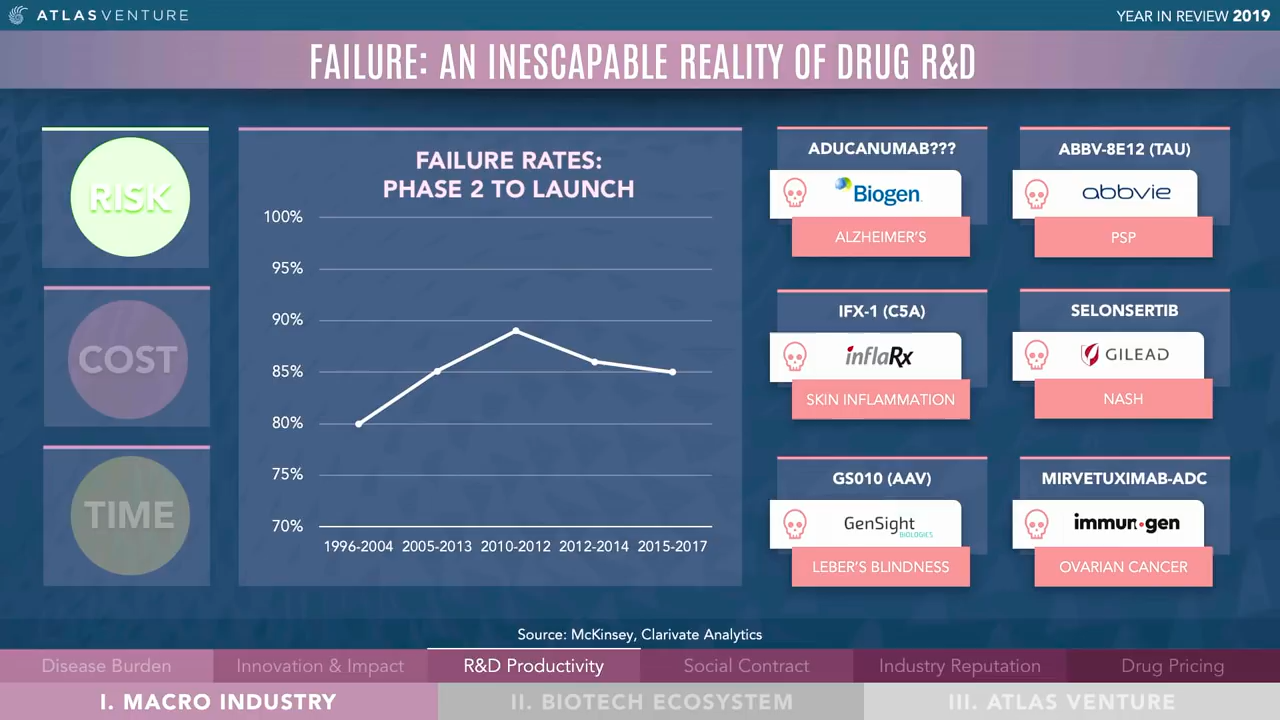 ATLAS VENTURE
YEAR IN REVIEW 2019
FAILURE: AN INESCAPABLE REALITY OF DRUG R&D
RISK
COST
TIME
FAILURE RATES:
PHASE 2 TO LAUNCH
100%
95%
90%
85%
80%
75%
70%
1996-2004 2005-2013 2010-2012 2012-2014 2015-2017
ADUCANUMAB???
Biogen
ALZHEIMER'S
ABBV-8E12 (TAU)
abbvie
PSP
IFX-1 (C5A)
inflaRx
SKIN INFLAMMATION
SELONSERTIB
GILEAD
NASH
GS010 (AAV)
GenSight
BIOLOGICS
LEBER'S BLINDNESS
MIRVETUXIMAB-ADC
immunogen
OVARIAN CANCER
Source: McKinsey, Clarivate Analytics
Disease Burden
Innovation & Impact
R&D Productivity
Social Contract
Industry Reputation
Drug Pricing
I. MACRO INDUSTRY
II. BIOTECH ECOSYSTEM
III. ATLAS VENTURE